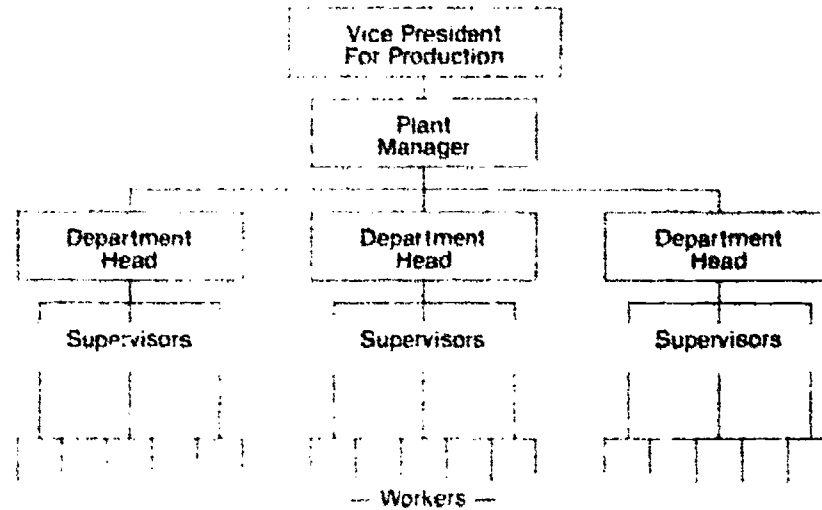 Vice President
For Production
Plant
Manager
Department
Head
Department
Head
Department
Head
Supervisors
Supervisors
Supervisors
— Workers —